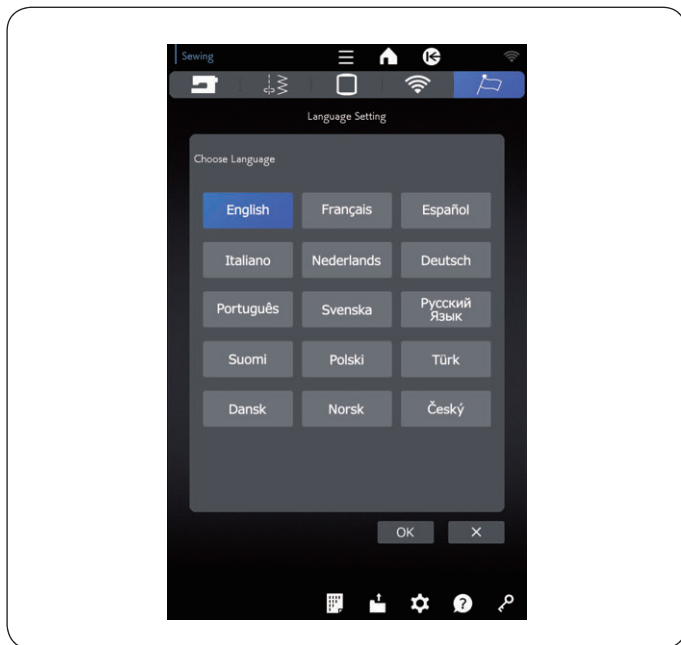 Sewing
Language Setting
Choose Language
English
Français
Español
Italiano
Nederlands
Deutsch
Português
Svenska
Русский
Язык
Suomi
Polski
Türk
Dansk
Norsk
Český
OK